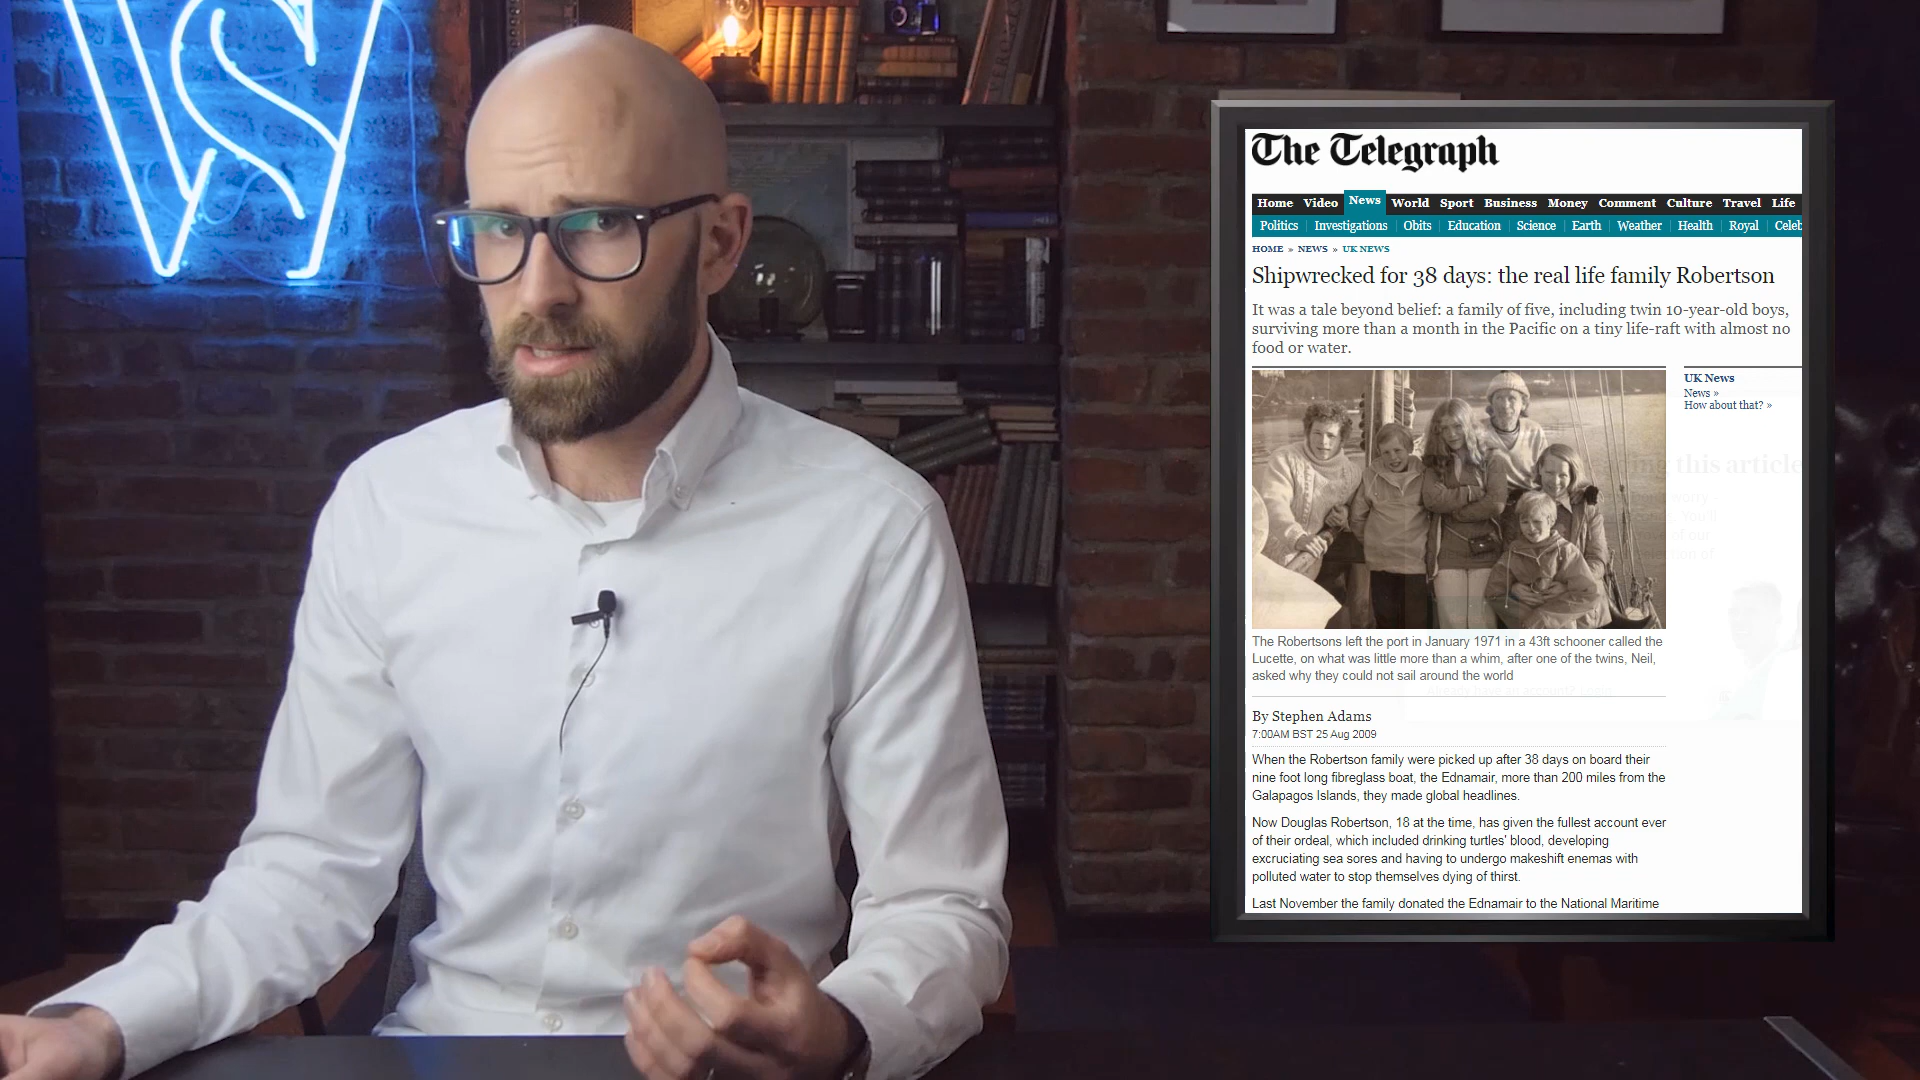 VS
The Telegraph
Home Video News World Sport Business Money Comment Culture Travel Life
Politics Investigations Obits Education Science Earth Weather Health Royal Celeb
HOME » NEWS » UK NEWS
Shipwrecked for 38 days: the real life family Robertson
It was a tale beyond belief: a family of five, including twin 10-year-old boys,
surviving more than a month in the Pacific on a tiny life-raft with almost no
food or water.
UK News
News »
How about that? »
ing this article
The Robertsons left the port in January 1971 in a 43ft schooner called the
Lucette, on what was little more than a whim, after one of the twins, Neil,
asked why they could not sail around the world
By Stephen Adams
7:00AM BST 25 Aug 2009
When the Robertson family were picked up after 38 days on board their
nine foot long fibreglass boat, the Ednamair, more than 200 miles from the
Galapagos Islands, they made global headlines.
Now Douglas Robertson, 18 at the time, has given the fullest account ever
of their ordeal, which included drinking turtles' blood, developing
excruciating sea sores and having to undergo makeshift enemas with
polluted water to stop themselves dying of thirst.
Last November the family donated the Ednamair to the National Maritime